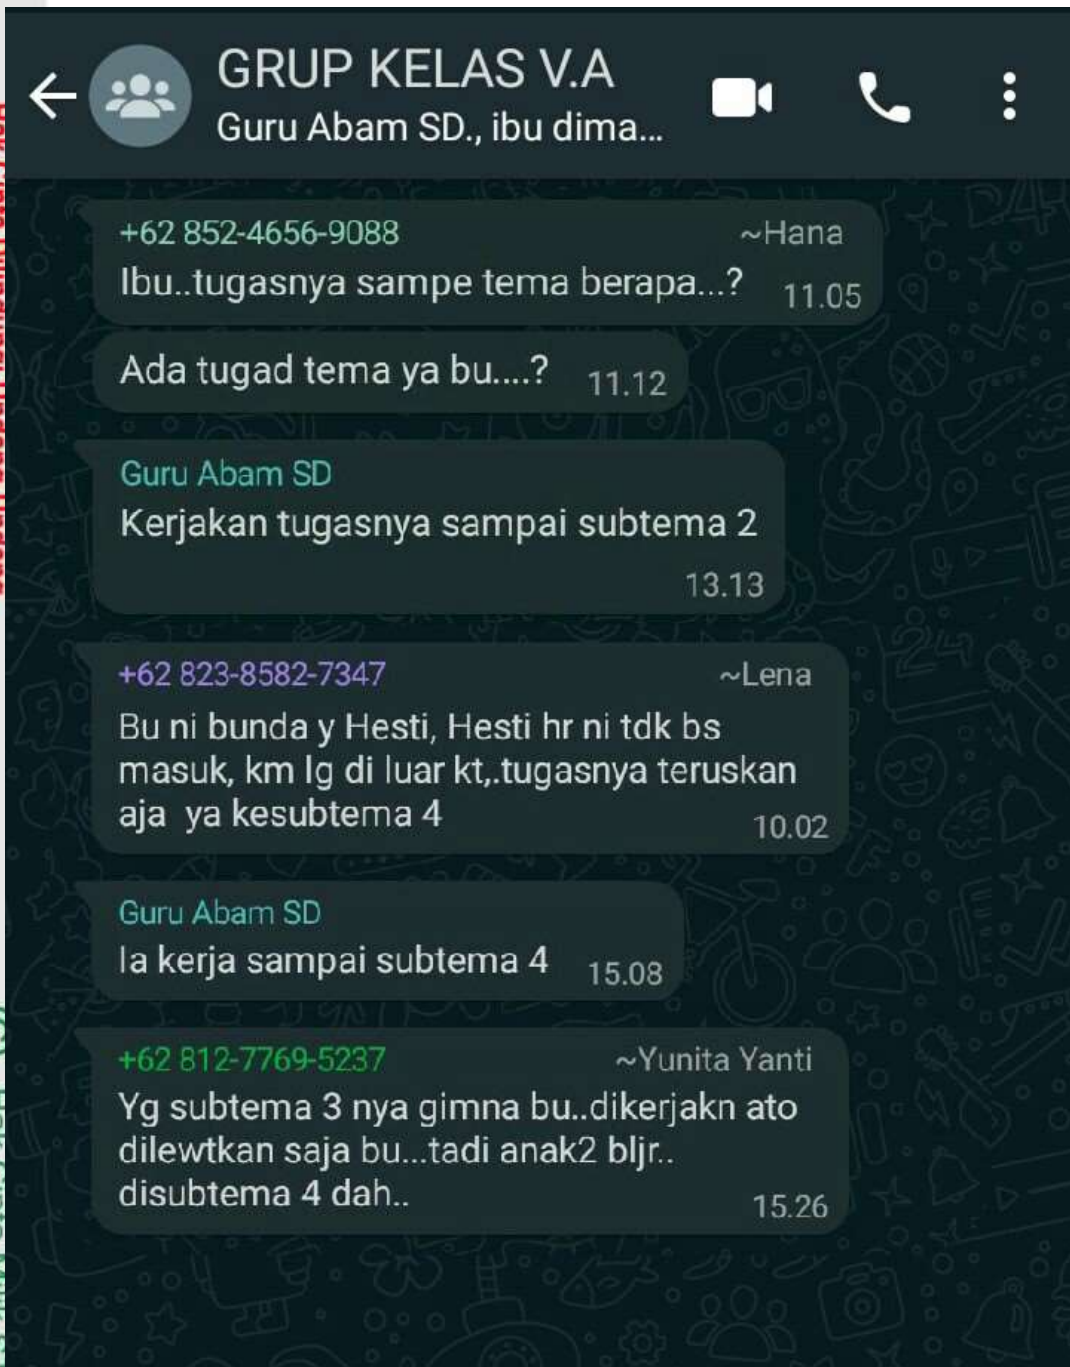 GRUP KELAS V.A
Guru Abam SD., ibu dima...
+62 852-4656-9088 ~Hana
Ibu..tugasnya sampe tema berapa...? 11.05
Ada tugad tema ya bu....? 11.12
Guru Abam SD
Kerjakan tugasnya sampai subtema 2
13.13
+62 823-8582-7347 ~Lena
Bu ni bunda y Hesti, Hesti hr ni tdk bs
masuk, km lg di luar kt,.tugasnya teruskan
aja ya kesubtema 4 10.02
Guru Abam SD
Ia kerja sampai subtema 4 15.08
+62 812-7769-5237 ~Yunita Yanti
Yg subtema 3 nya gimna bu..dikerjakn ato
dilewtkan saja bu...tadi anak2 bljr..
disubtema 4 dah.. 15.26